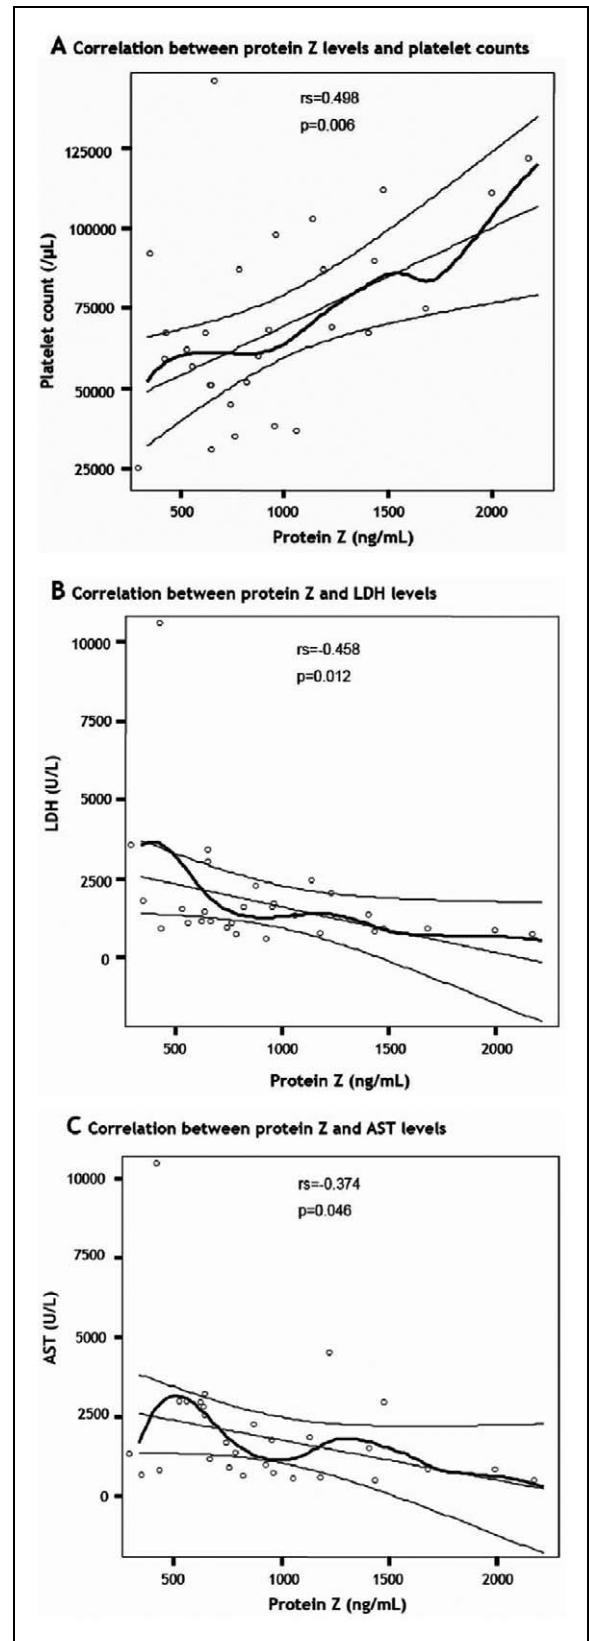 A Correlation between protein Z levels and platelet counts
rs=0.498
p=0.006
125000
100000
75000
50000
25000
Platelet count (/µL)
500 1000 1500 2000
Protein Z (ng/mL)
B Correlation between protein Z and LDH levels
rs=-0.458
p=0.012
10000
7500
5000
2500
0
LDH (U/L)
500 1000 1500 2000
Protein Z (ng/mL)
C Correlation between protein Z and AST levels
rs=-0.374
p=0.046
10000
7500
5000
2500
0
AST (U/L)
500 1000 1500 2000
Protein Z (ng/mL)